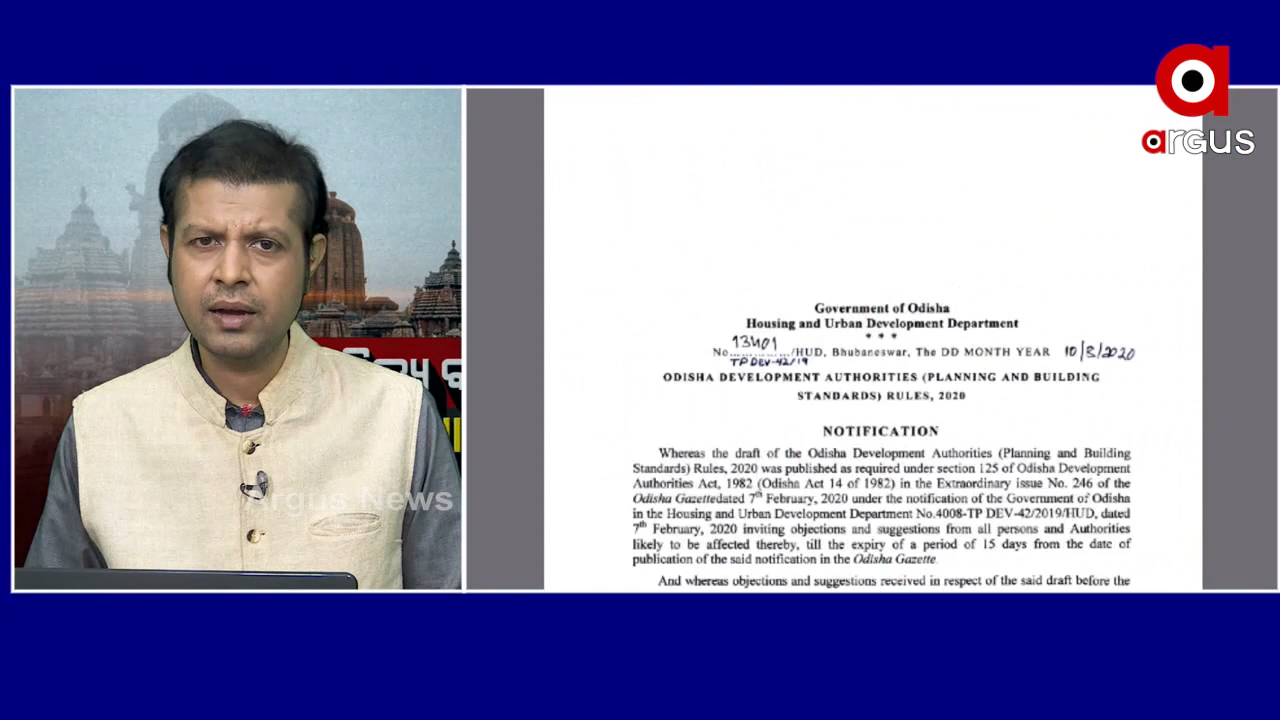 argus
Government of Odisha
Housing and Urban Development Department
* * *
13401
No............../HUD, Bhubaneswar, The DD MONTH YEAR 10/3/2020
TP DEV-42/19
ODISHA DEVELOPMENT AUTHORITIES (PLANNING AND BUILDING
STANDARDS) RULES, 2020
NOTIFICATION
Whereas the draft of the Odisha Development Authorities (Planning and Building
Standards) Rules, 2020 was published as required under section 125 of Odisha Development
Authorities Act, 1982 (Odisha Act 14 of 1982) in the Extraordinary issue No. 246 of the
Odisha Gazettedated 7th February, 2020 under the notification of the Government of Odisha
in the Housing and Urban Development Department No.4008-TP DEV-42/2019/HUD, dated
7th February, 2020 inviting objections and suggestions from all persons and Authorities
likely to be affected thereby, till the expiry of a period of 15 days from the date of
publication of the said notification in the Odisha Gazette
And whereas objections and suggestions received in respect of the said draft before the
Argus News